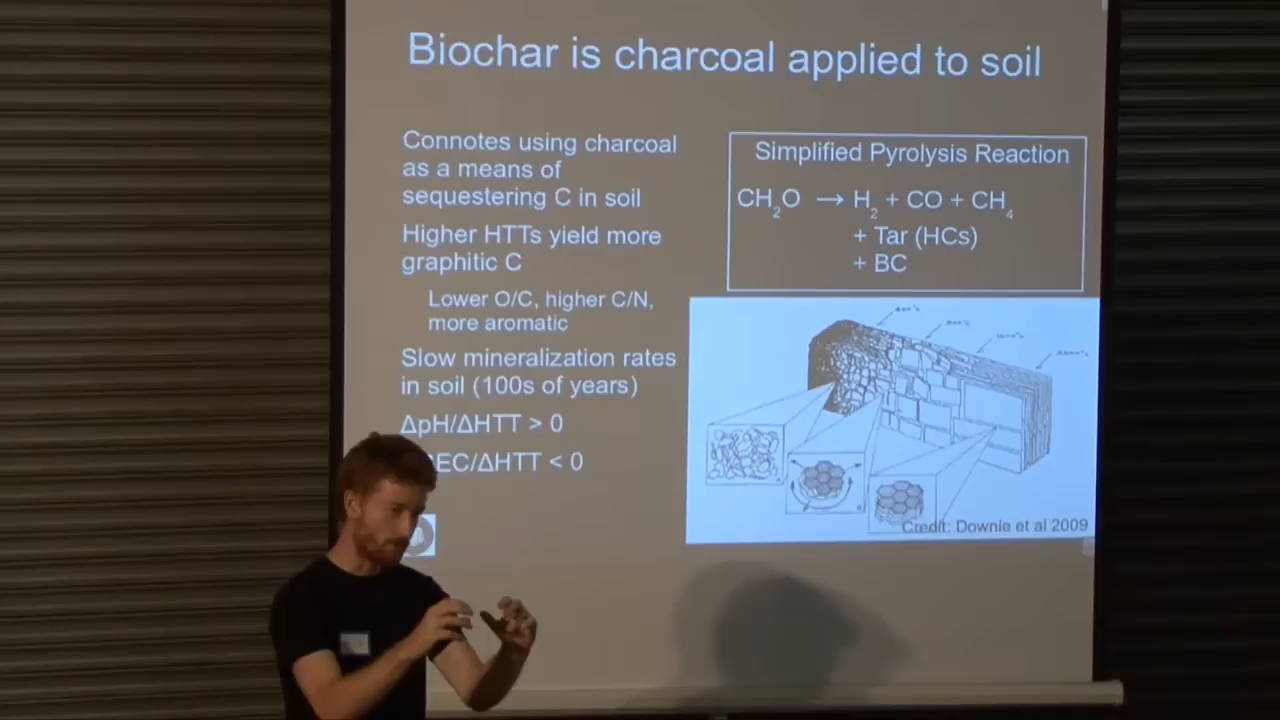 Biochar is charcoal applied to soil
Connotes using charcoal
as a means of
sequestering C in soil
Higher HTTs yield more
graphitic C
Lower O/C, higher C/N,
more aromatic
Slow mineralization rates
in soil (100s of years)
ΔpH/ΔHTT > 0
EC/ΔHTT < 0
Simplified Pyrolysis Reaction
CH₂O → H₂ + CO + CH₄
+ Tar (HCs)
+ BC
Credit: Downie et al 2009